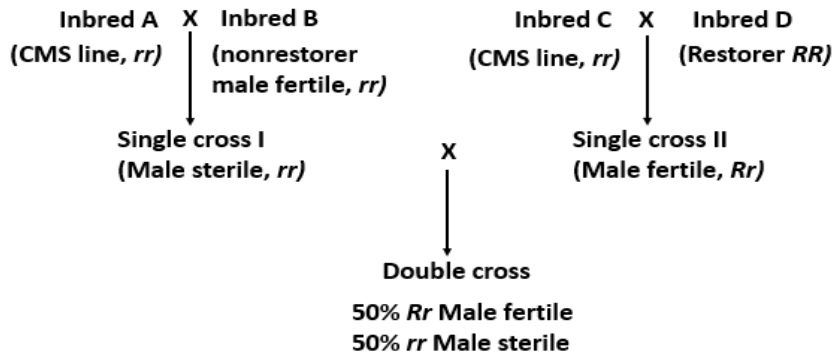 Inbred A X Inbred B
(CMS line, rr)
(nonrestorer
male fertile, rr)
Inbred C X Inbred D
(CMS line, rr)
(Restorer RR)
Single cross I
(Male sterile, rr)
X
Single cross II
(Male fertile, Rr)
Double cross
50% Rr Male fertile
50% rr Male sterile